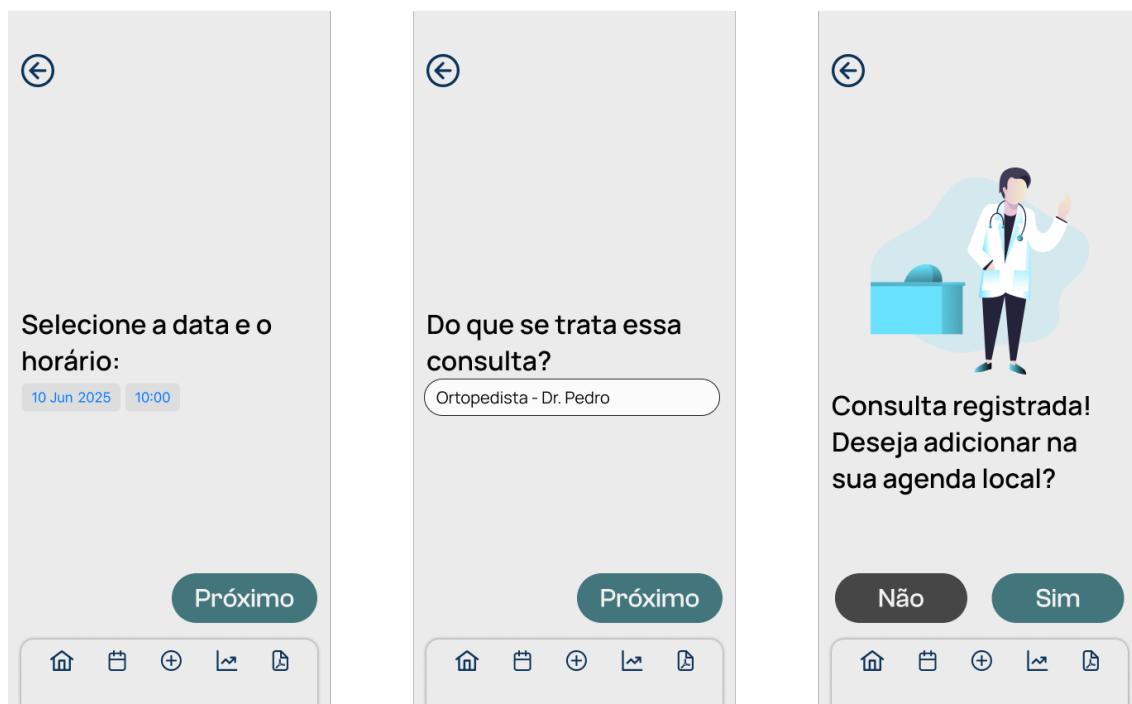 Selecione a data e o
horário:
10 Jun 2025 10:00
Próximo
Do que se trata essa
consulta?
Ortopedista - Dr. Pedro
Próximo
Consulta registrada!
Deseja adicionar na
sua agenda local?
Não Sim